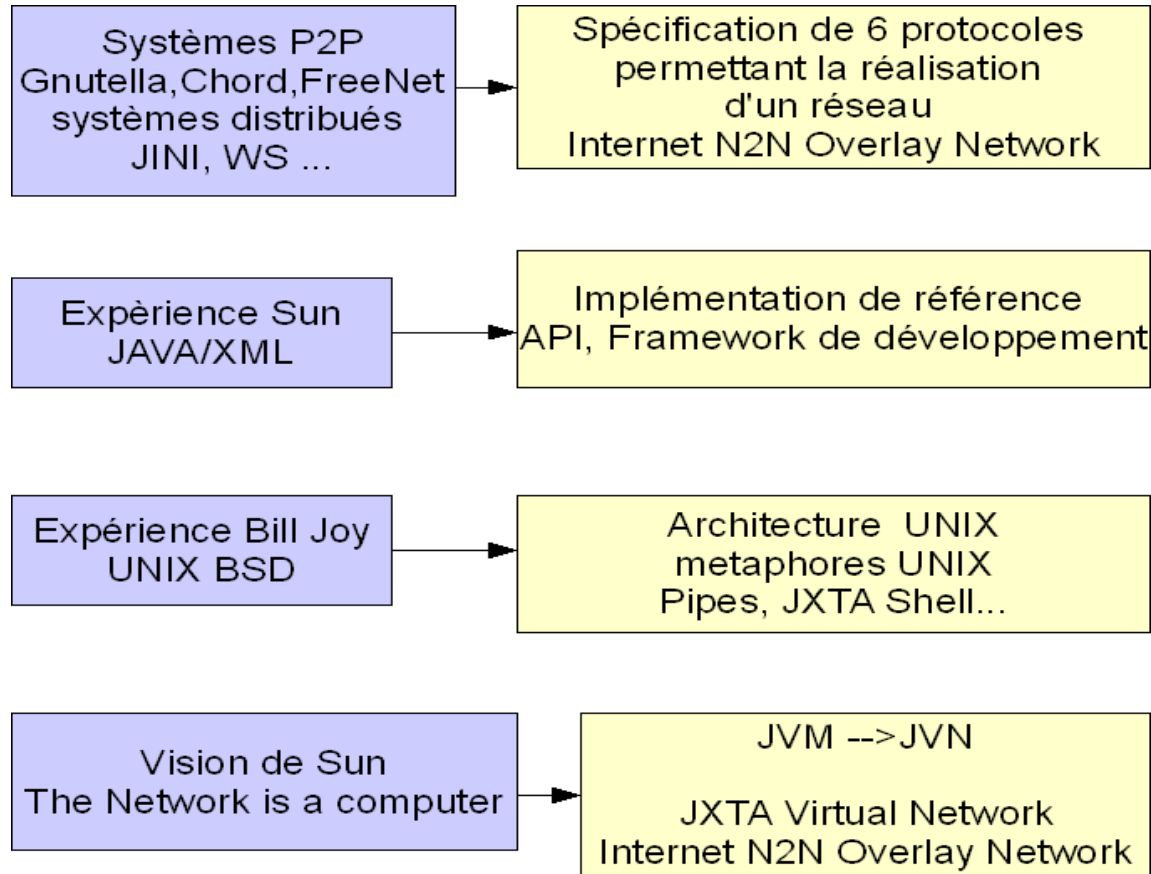 Systèmes P2P
Gnutella,Chord,FreeNet
systèmes distribués
JINI, WS ...
Spécification de 6 protocoles
permettant la réalisation
d'un réseau
Internet N2N Overlay Network
Expèrience Sun
JAVA/XML
Implémentation de référence
API, Framework de développement
Expérience Bill Joy
UNIX BSD
Architecture UNIX
metaphores UNIX
Pipes, JXTA Shell...
Vision de Sun
The Network is a computer
JVM -->JVN
JXTA Virtual Network
Internet N2N Overlay Network